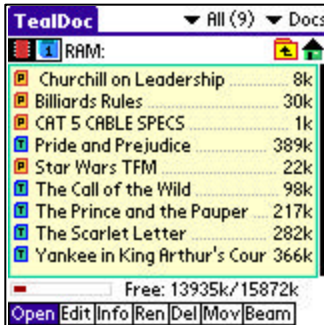 TealDoc ▼ All (9) ▼ Docs
1 RAM:
P Churchill on Leadership 8k
P Billiards Rules 30k
P CAT 5 CABLE SPECS 1k
T Pride and Prejudice 389k
P Star Wars TFM 22k
T The Call of the Wild 98k
T The Prince and the Pauper 217k
T The Scarlet Letter 282k
T Yankee in King Arthur's Cour 366k
Free: 13935k/15872k
Open Edit Info Ren Del Mov Beam